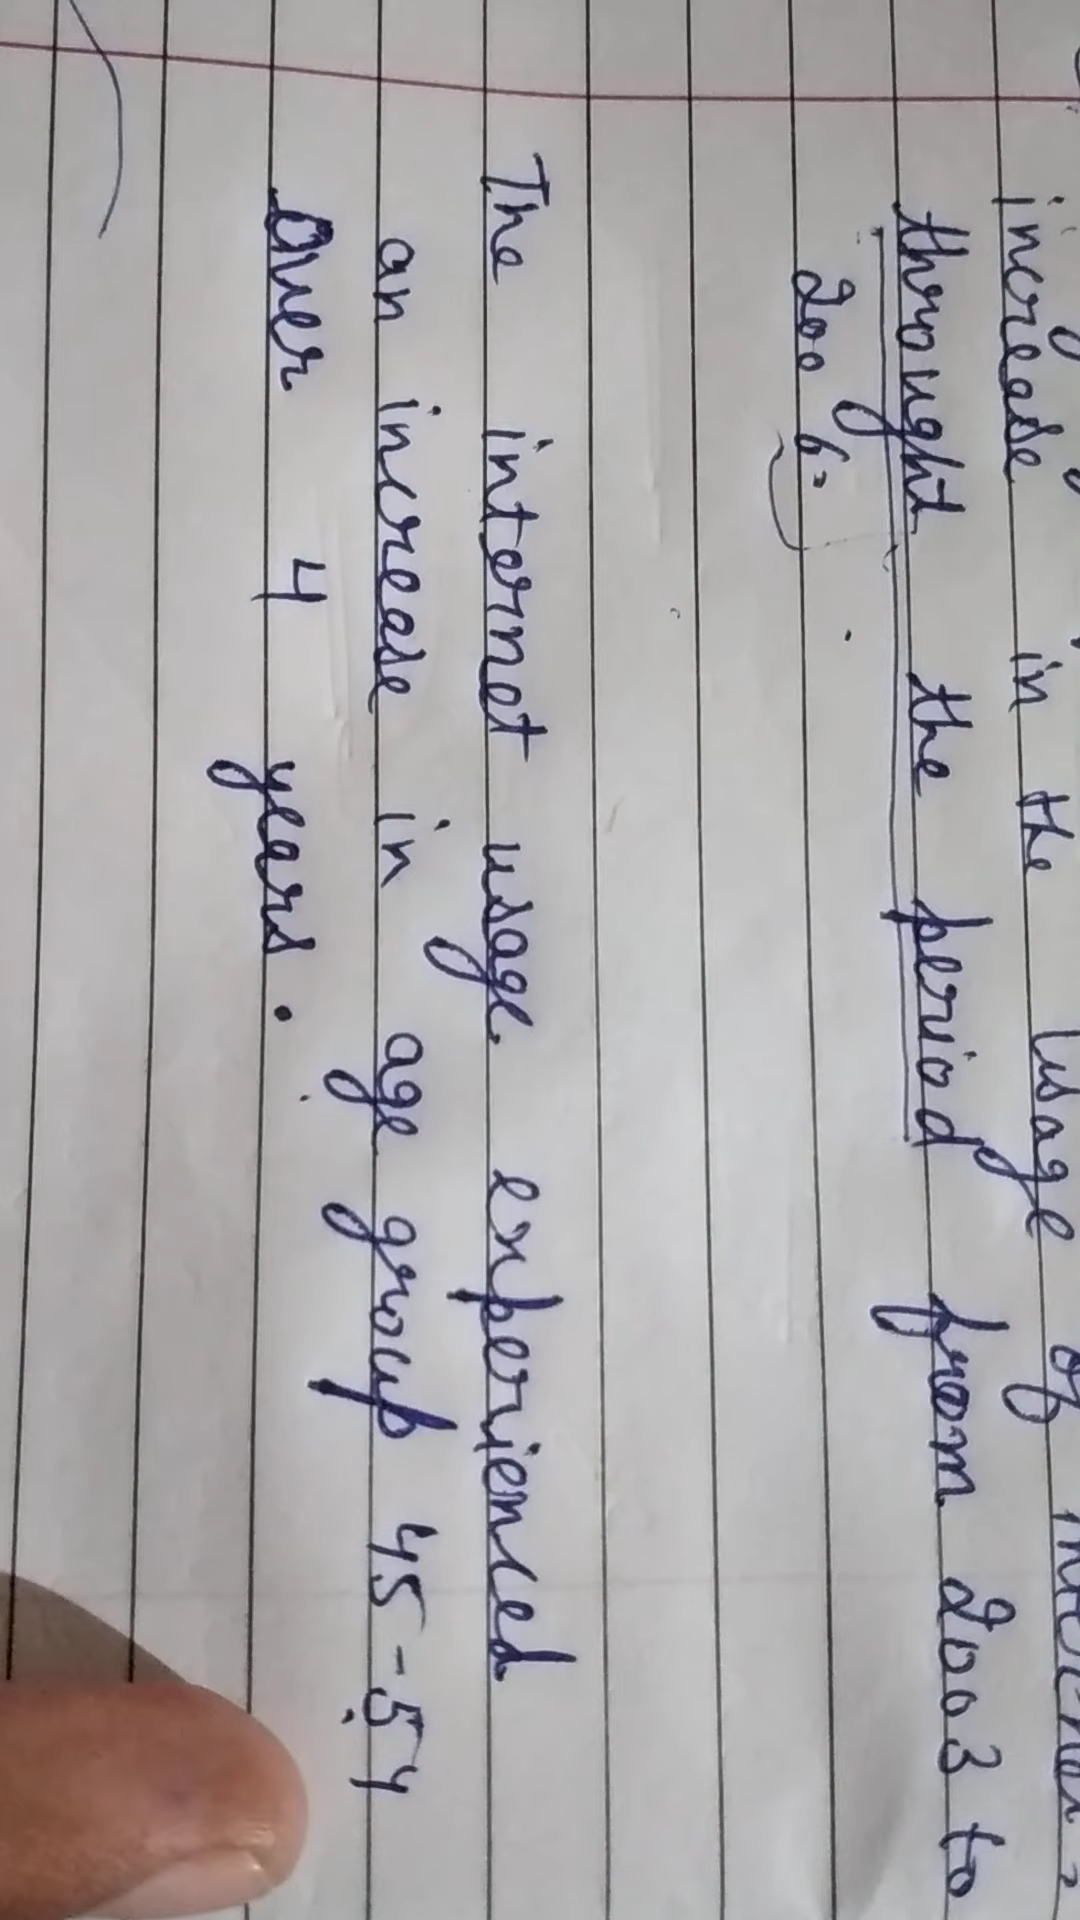 increase in the usage of internet
throught the period from 2003 to
2006
The internet usage experienced
an increase in age group 45-54
over 4 years.